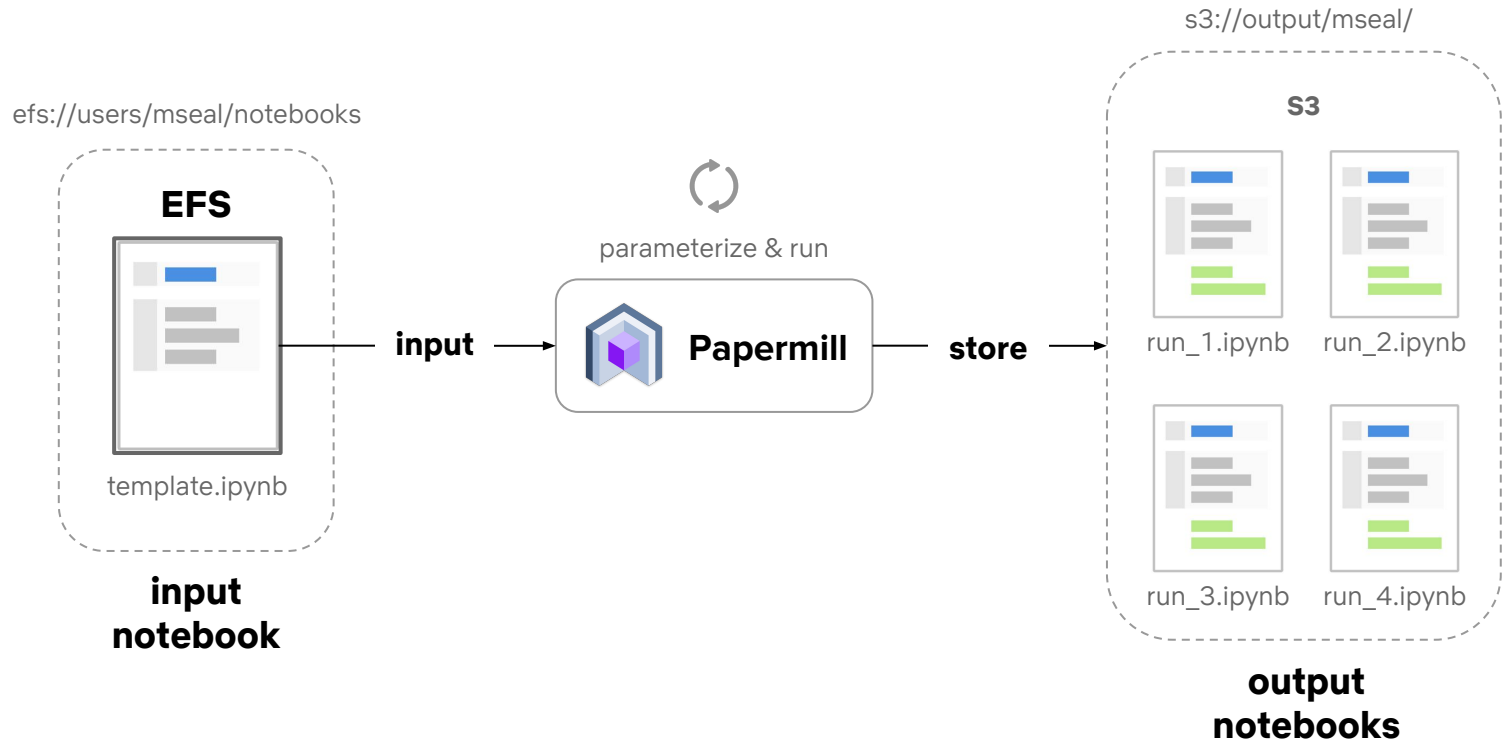 efs://users/mseal/notebooks
EFS
template.ipynb
input
notebook
input
parameterize & run
Papermill
store
s3://output/mseal/
S3
run_1.ipynb
run_2.ipynb
run_3.ipynb
run_4.ipynb
output
notebooks